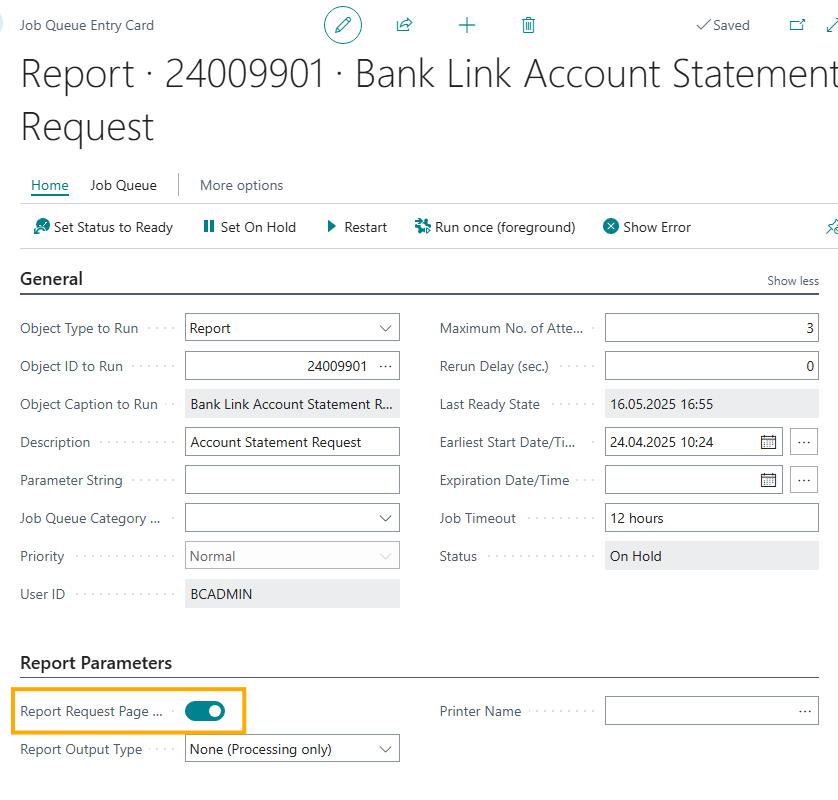 Job Queue Entry Card
Saved
Report · 24009901 · Bank Link Account Statement
Request
Home Job Queue More options
Set Status to Ready Set On Hold Restart Run once (foreground) Show Error
General Show less
Object Type to Run Report
Maximum No. of Atte... 3
Object ID to Run 24009901 ...
Rerun Delay (sec.) 0
Object Caption to Run Bank Link Account Statement R...
Last Ready State 16.05.2025 16:55
Description Account Statement Request
Earliest Start Date/Ti... 24.04.2025 10:24 ...
Parameter String
Expiration Date/Time ...
Job Queue Category ...
Job Timeout 12 hours
Priority Normal
Status On Hold
User ID BCADMIN
Report Parameters
Report Request Page ...
Printer Name ...
Report Output Type None (Processing only)